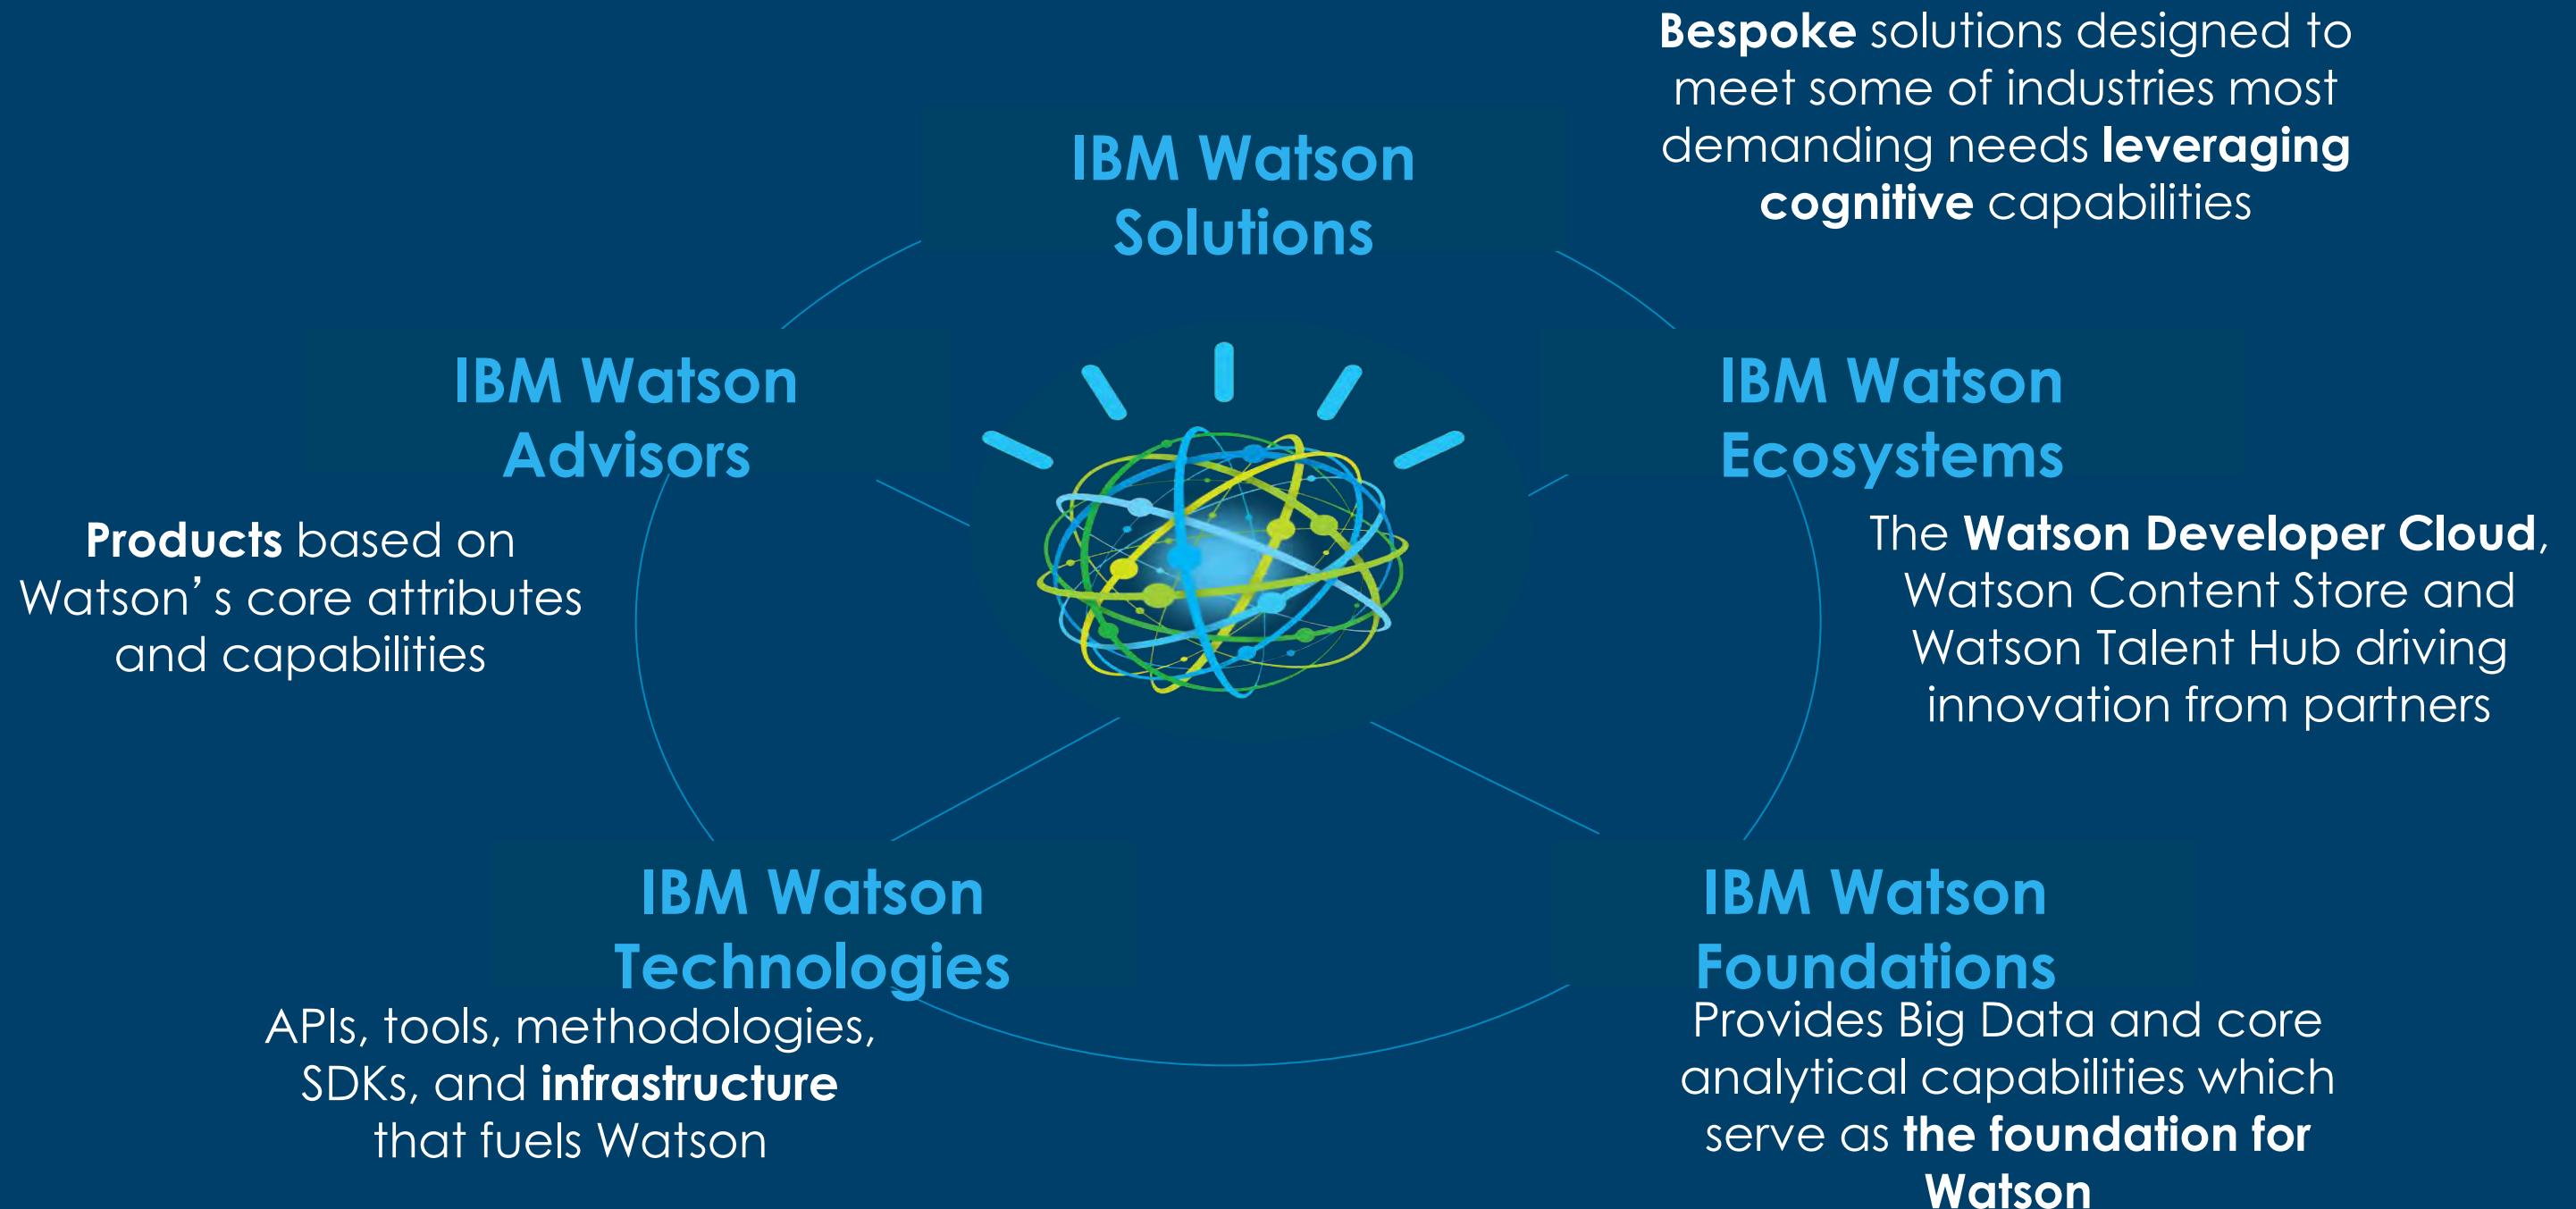 Bespoke solutions designed to
meet some of industries most
demanding needs leveraging
cognitive capabilities
IBM Watson
Solutions
IBM Watson
Advisors
Products based on
Watson’ s core attributes
and capabilities
IBM Watson
Ecosystems
The Watson Developer Cloud,
Watson Content Store and
Watson Talent Hub driving
innovation from partners
IBM Watson
Technologies
APIs, tools, methodologies,
SDKs, and infrastructure
that fuels Watson
IBM Watson
Foundations
Provides Big Data and core
analytical capabilities which
serve as the foundation for
Watson